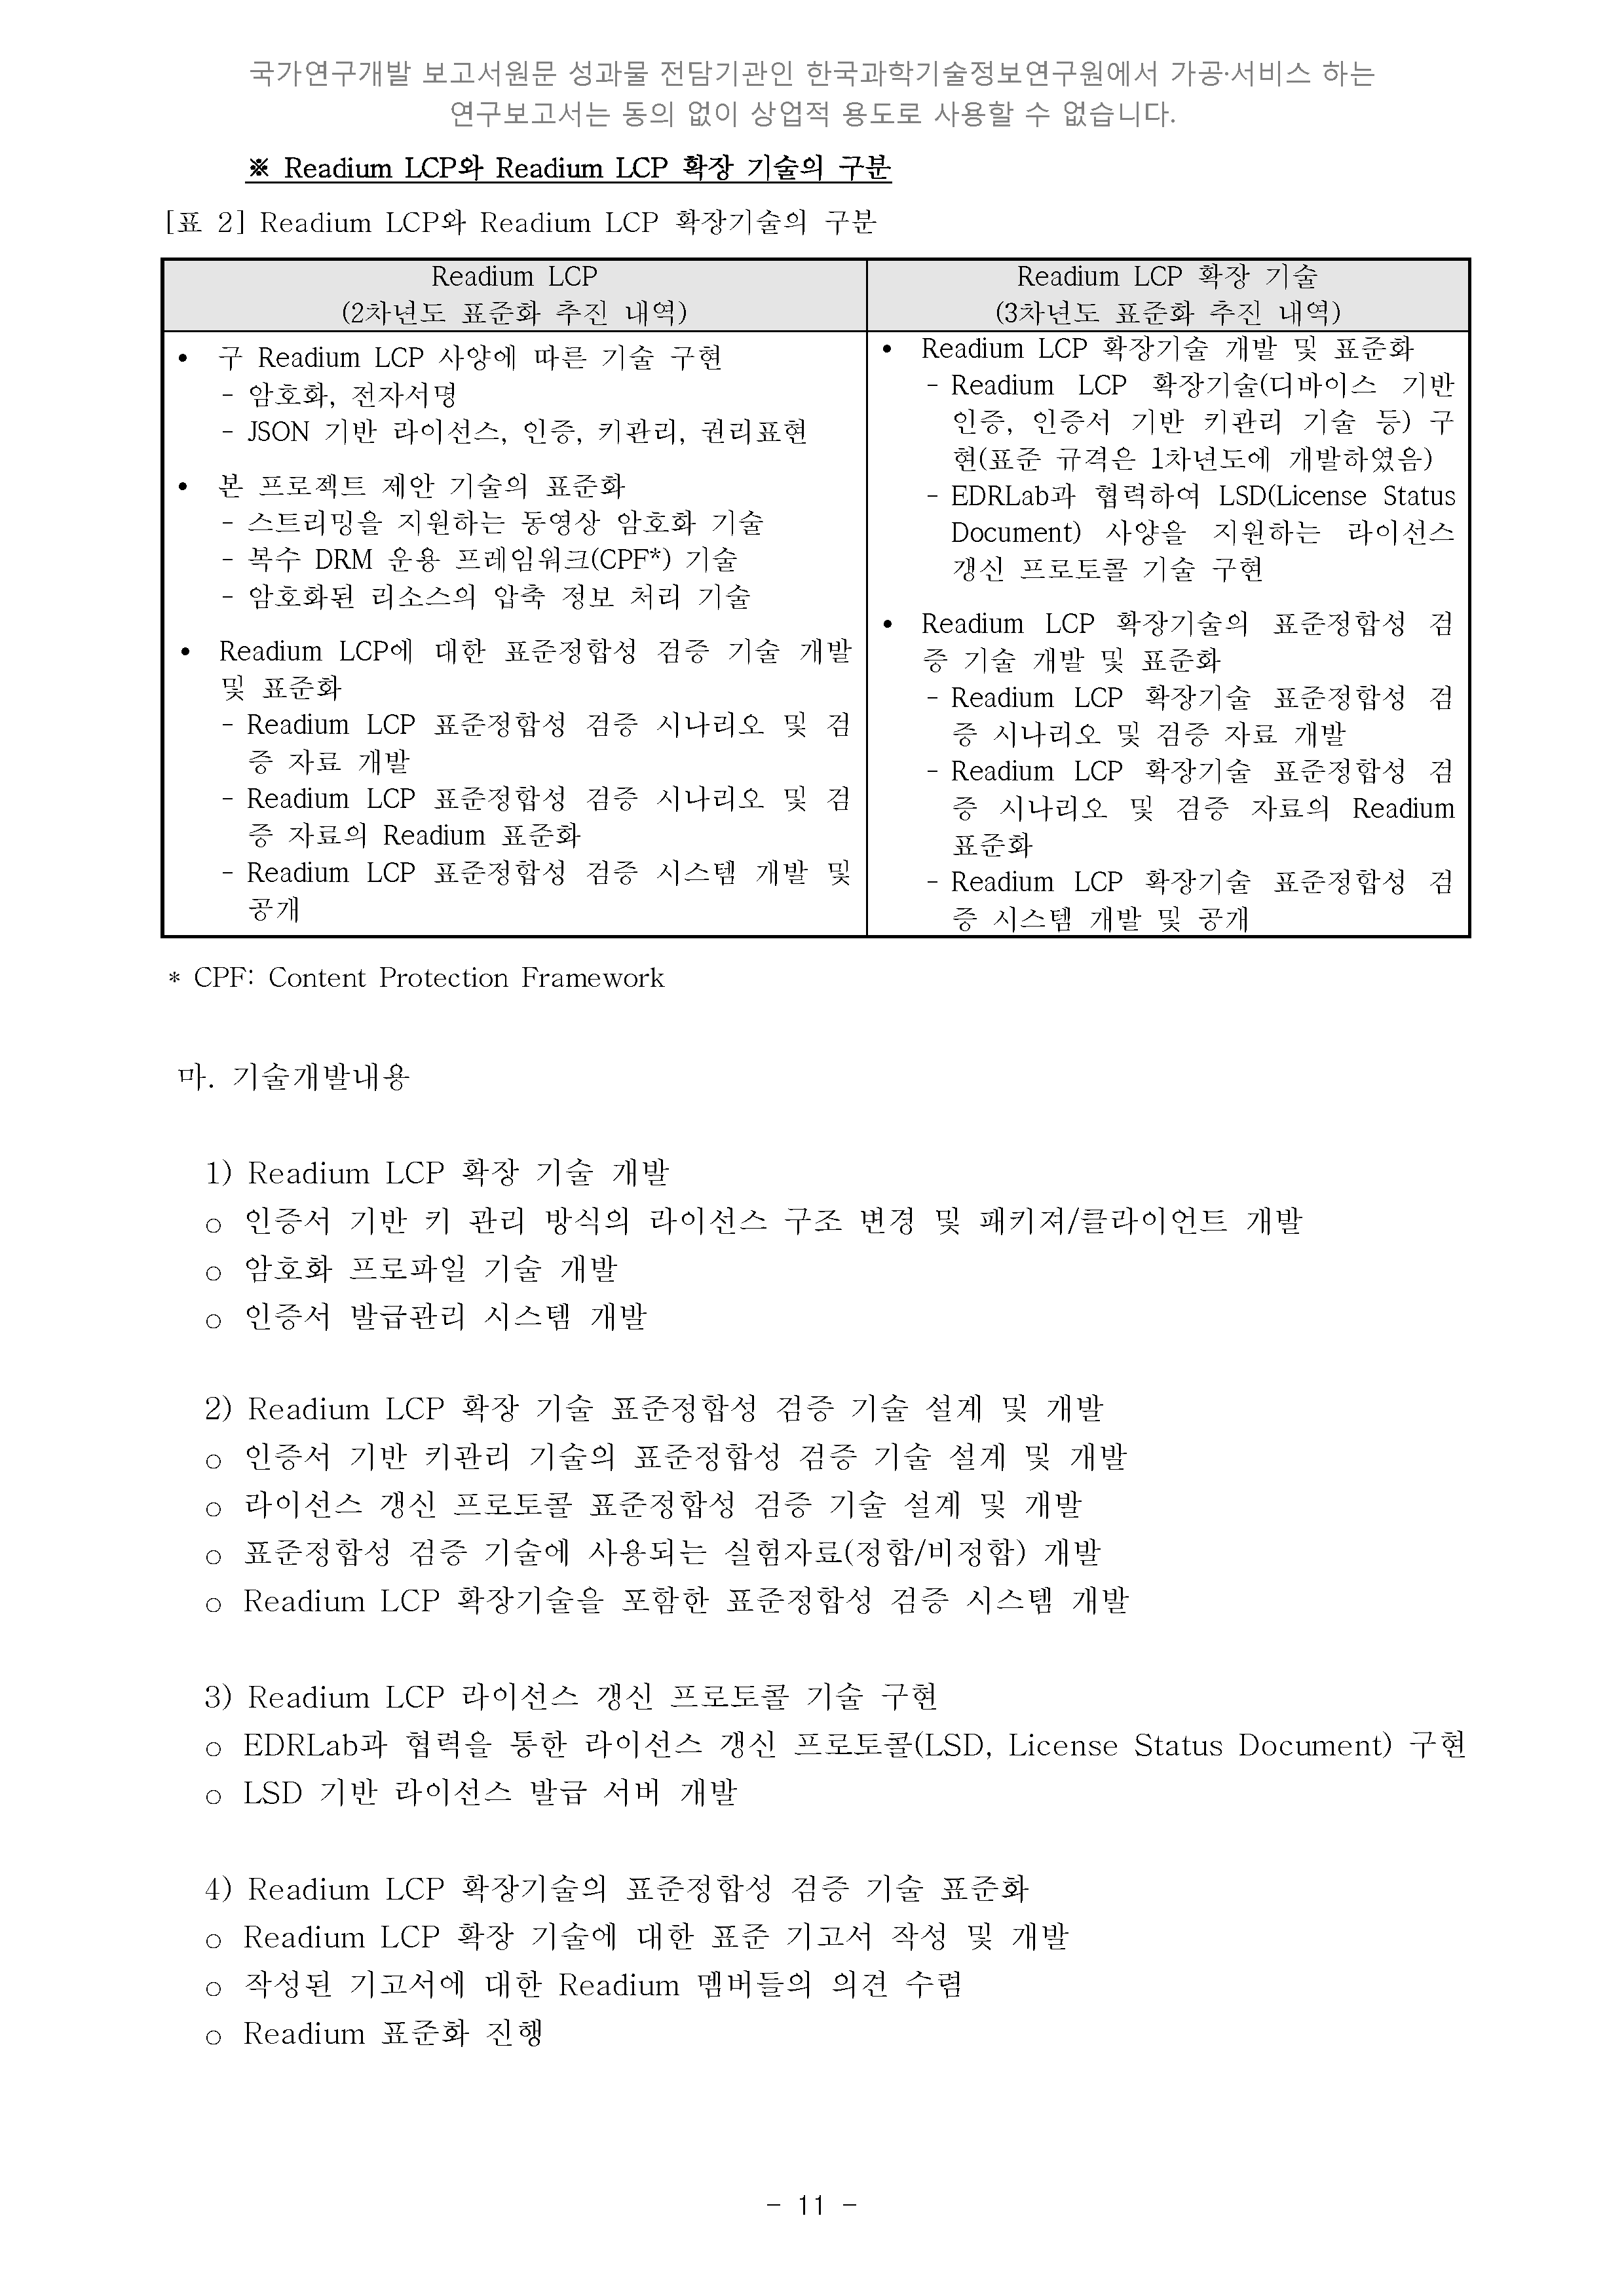 국가연구개발 보고서원문 성과물 전담기관인 한국과학기술정보연구원에서 가공·서비스 하는
연구보고서는 동의 없이 상업적 용도로 사용할 수 없습니다.
※ Readium LCP와 Readium LCP 확장 기술의 구분
[표 2] Readium LCP와 Readium LCP 확장기술의 구분
Readium LCP
(2차년도 표준화 추진 내역)
• 구 Readium LCP 사양에 따른 기술 구현
- 암호화, 전자서명
- JSON 기반 라이선스, 인증, 키관리, 권리표현
• 본 프로젝트 제안 기술의 표준화
- 스트리밍을 지원하는 동영상 암호화 기술
- 복수 DRM 운용 프레임워크(CPF*) 기술
- 암호화된 리소스의 압축 정보 처리 기술
• Readium LCP에 대한 표준정합성 검증 기술 개발
및 표준화
- Readium LCP 표준정합성 검증 시나리오 및 검
증 자료 개발
- Readium LCP 표준정합성 검증 시나리오 및 검
증 자료의 Readium 표준화
- Readium LCP 표준정합성 검증 시스템 개발 및
공개
Readium LCP 확장 기술
(3차년도 표준화 추진 내역)
• Readium LCP 확장기술 개발 및 표준화
- Readium LCP 확장기술(디바이스 기반
인증, 인증서 기반 키관리 기술 등) 구
현(표준 규격은 1차년도에 개발하였음)
- EDRLab과 협력하여 LSD(License Status
Document) 사양을 지원하는 라이선스
갱신 프로토콜 기술 구현
• Readium LCP 확장기술의 표준정합성 검
증 기술 개발 및 표준화
- Readium LCP 확장기술 표준정합성 검
증 시나리오 및 검증 자료 개발
- Readium LCP 확장기술 표준정합성 검
증 시나리오 및 검증 자료의 Readium
표준화
- Readium LCP 확장기술 표준정합성 검
증 시스템 개발 및 공개
* CPF: Content Protection Framework
마. 기술개발내용
1) Readium LCP 확장 기술 개발
○ 인증서 기반 키 관리 방식의 라이선스 구조 변경 및 패키져/클라이언트 개발
○ 암호화 프로파일 기술 개발
○ 인증서 발급관리 시스템 개발
2) Readium LCP 확장 기술 표준정합성 검증 기술 설계 및 개발
○ 인증서 기반 키관리 기술의 표준정합성 검증 기술 설계 및 개발
○ 라이선스 갱신 프로토콜 표준정합성 검증 기술 설계 및 개발
○ 표준정합성 검증 기술에 사용되는 실험자료(정합/비정합) 개발
○ Readium LCP 확장기술을 포함한 표준정합성 검증 시스템 개발
3) Readium LCP 라이선스 갱신 프로토콜 기술 구현
○ EDRLab과 협력을 통한 라이선스 갱신 프로토콜(LSD, License Status Document) 구현
○ LSD 기반 라이선스 발급 서버 개발
4) Readium LCP 확장기술의 표준정합성 검증 기술 표준화
○ Readium LCP 확장 기술에 대한 표준 기고서 작성 및 개발
○ 작성된 기고서에 대한 Readium 멤버들의 의견 수렴
○ Readium 표준화 진행
- 11 -